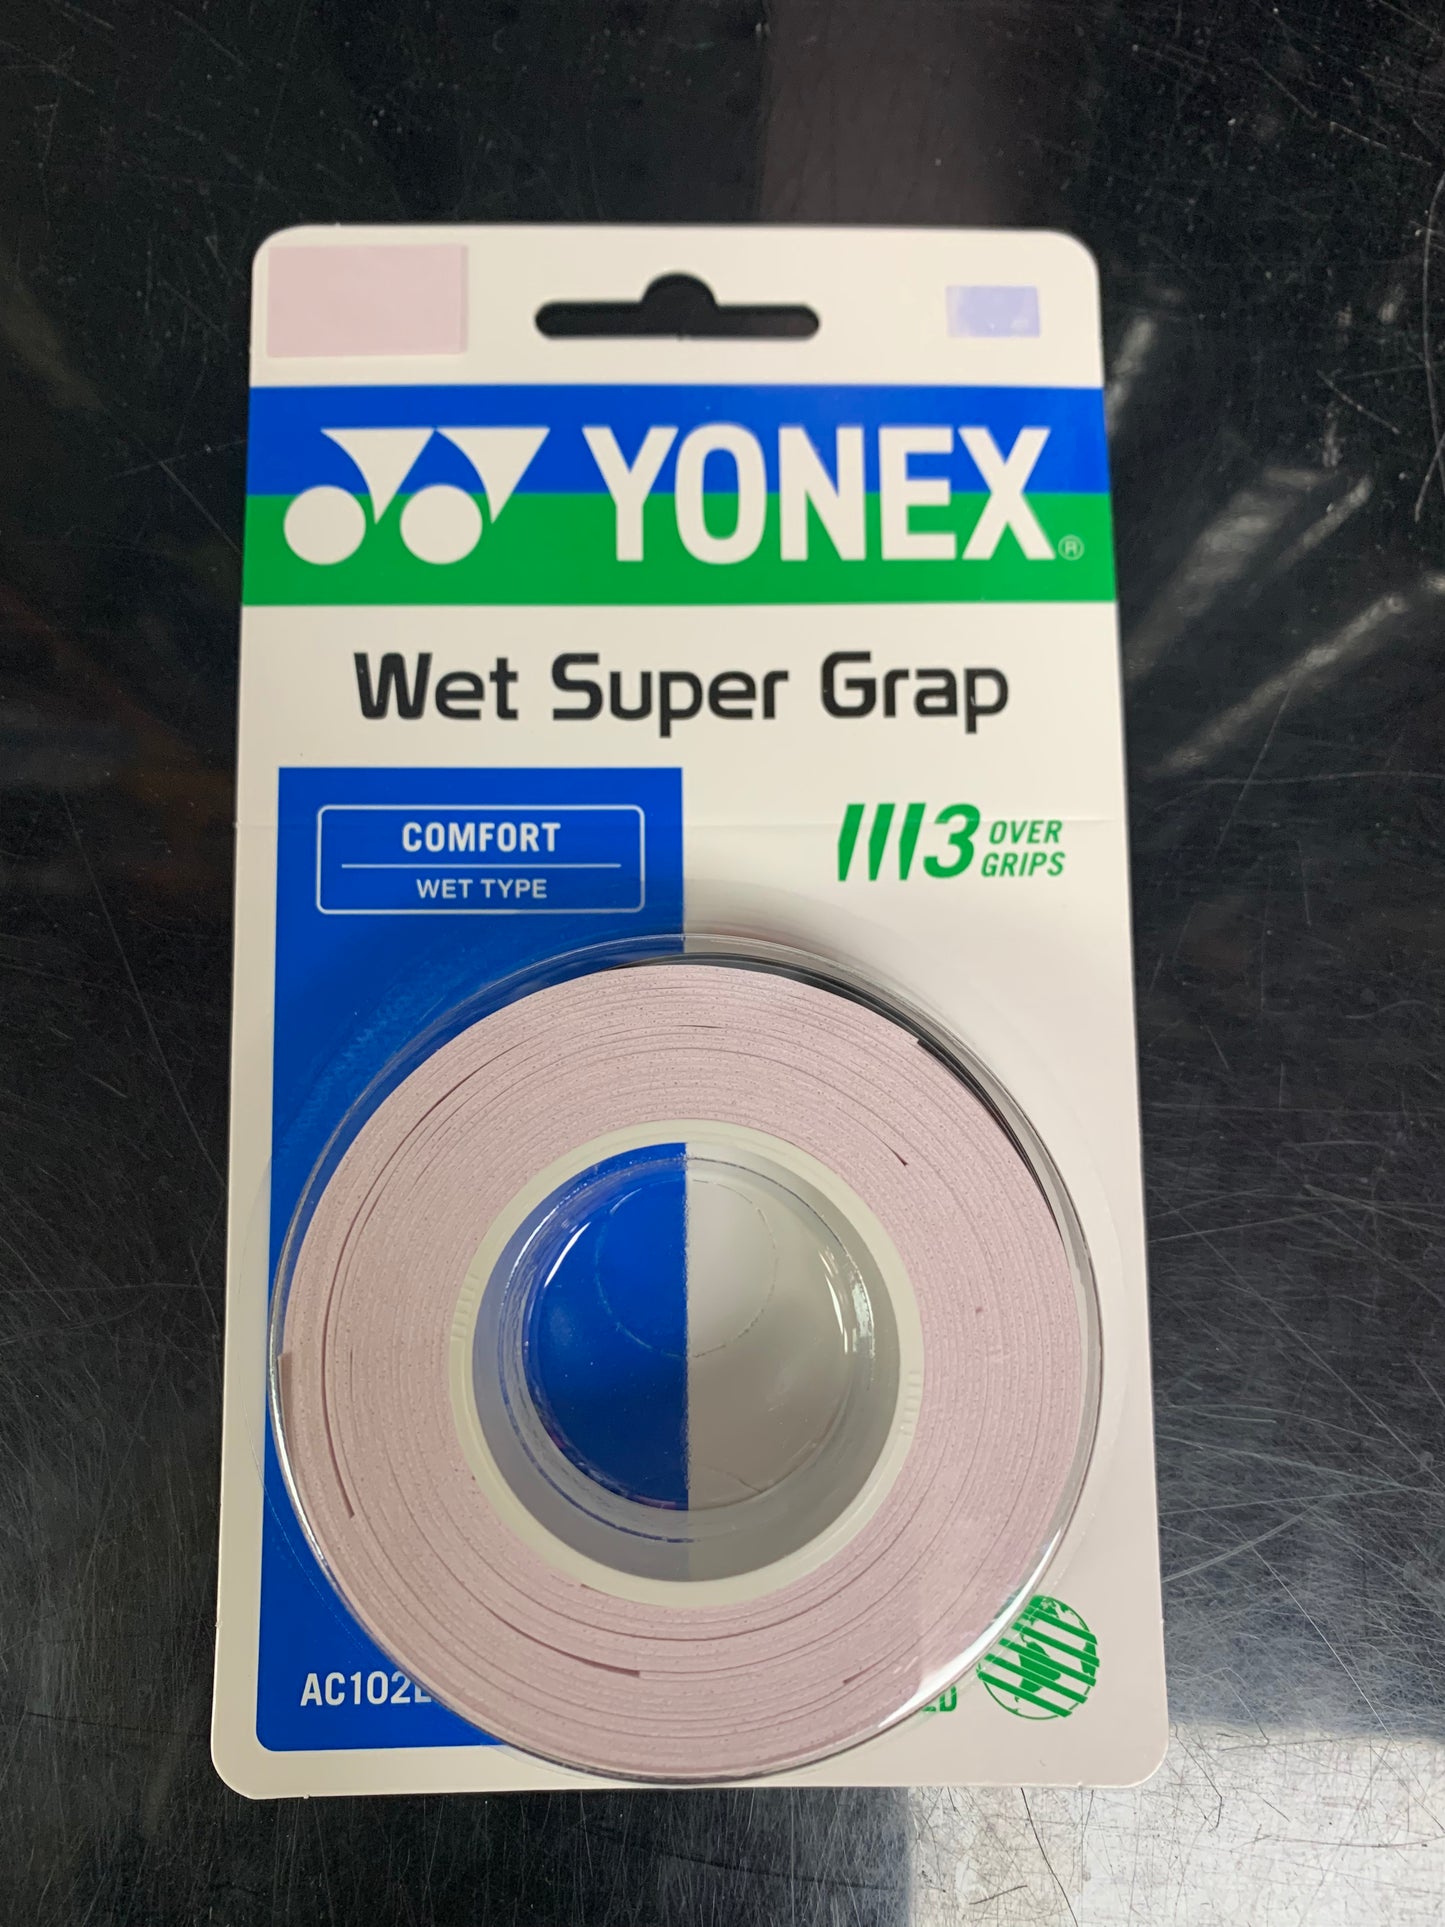 YONEX®
Wet Super Grap
COMFORT
WET TYPE
3 OVER
GRIPS